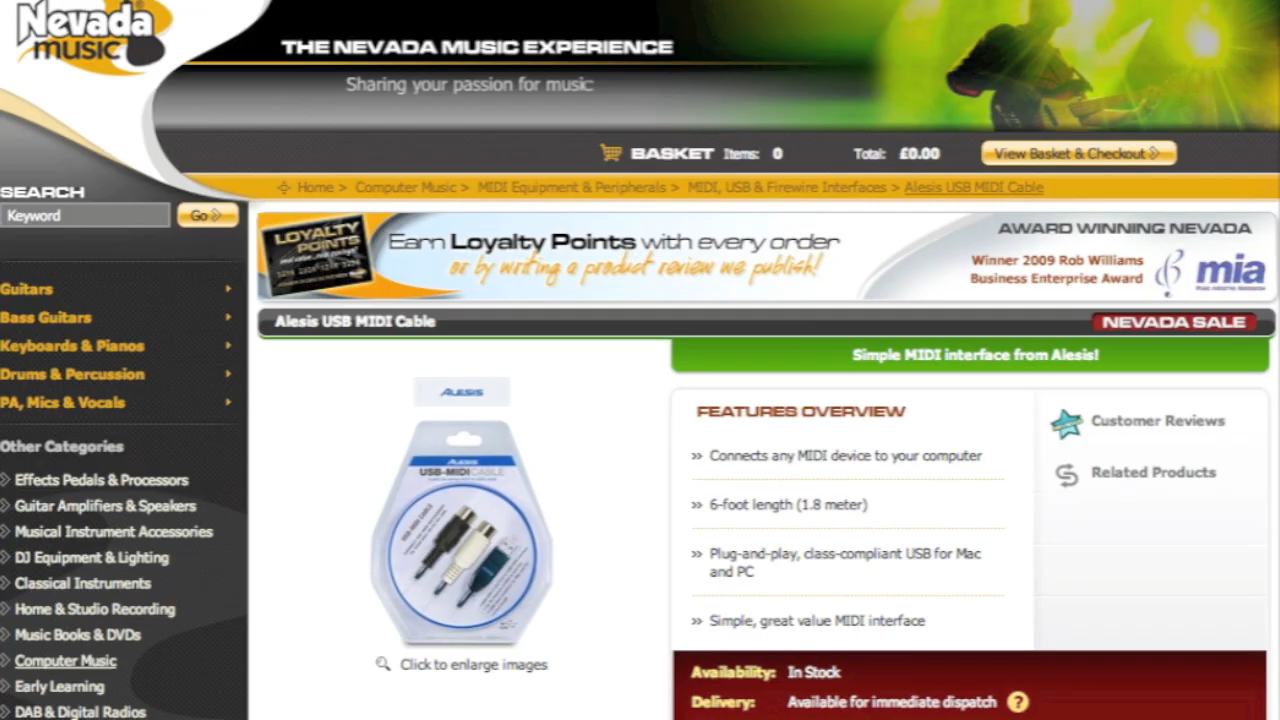 Nevada
music
THE NEVADA MUSIC EXPERIENCE
Sharing your passion for music
BASKET Items: 0 Total: £0.00 View Basket & Checkout
SEARCH
Keyword Go
Home > Computer Music > MIDI Equipment & Peripherals > MIDI, USB & Firewire Interfaces > Alesis USB MIDI Cable
LOYALTY
POINTS
Earn Loyalty Points with every order
or by writing a product review we publish!
AWARD WINNING NEVADA
Winner 2009 Rob Williams
Business Enterprise Award
mia
Alesis USB MIDI Cable
NEVADA SALE
Simple MIDI interface from Alesis!
Guitars
Bass Guitars
Keyboards & Pianos
Drums & Percussion
PA, Mics & Vocals
Other Categories
Effects Pedals & Processors
Guitar Amplifiers & Speakers
Musical Instrument Accessories
DJ Equipment & Lighting
Classical Instruments
Home & Studio Recording
Music Books & DVDs
Computer Music
Early Learning
DAB & Digital Radios
ALESIS
ALESIS
USB-MIDI CABLE
USB-MIDI CABLE
Click to enlarge images
FEATURES OVERVIEW
» Connects any MIDI device to your computer
» 6-foot length (1.8 meter)
» Plug-and-play, class-compliant USB for Mac
and PC
» Simple, great value MIDI interface
Customer Reviews
Related Products
Availability: In Stock
Delivery: Available for immediate dispatch ?